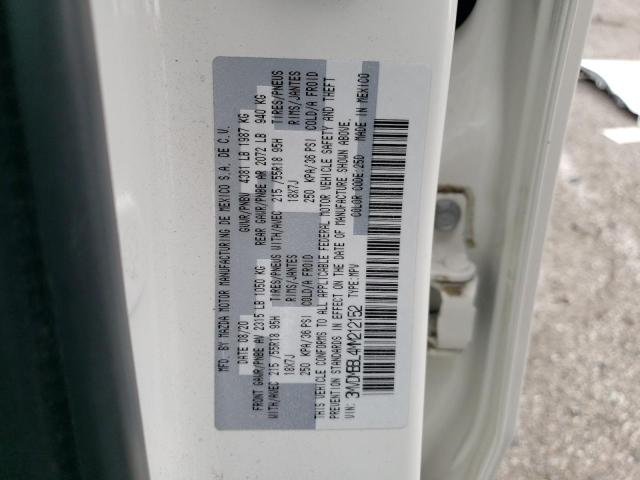 MFD. BY MAZDA MOTOR MANUFACTURING DE MEXICO S.A. DE C.V.
DATE 08/20 GVWR/PNBV 4381 LB 1987 KG
FRONT GAWR/PNBE AV 2315 LB 1050 KG REAR GAWR/PNBE AR 2072 LB 940 KG
WITH/AVEC 215/55R18 95H TIRES/PNEUS WITH/AVEC 215/55R18 95H TIRES/PNEUS
18X7J RIMS/JANTES 18X7J RIMS/JANTES
250 KPA/36 PSI COLD/A FROID 250 KPA/36 PSI COLD/A FROID
THIS VEHICLE CONFORMS TO ALL APPLICABLE FEDERAL MOTOR VEHICLE SAFETY AND THEFT
PREVENTION STANDARDS IN EFFECT ON THE DATE OF MANUFACTURE SHOWN ABOVE.
VIN: 3MVDMBBL4MM212152 TYPE:MPV COLOR CODE:25D MADE IN MEXICO